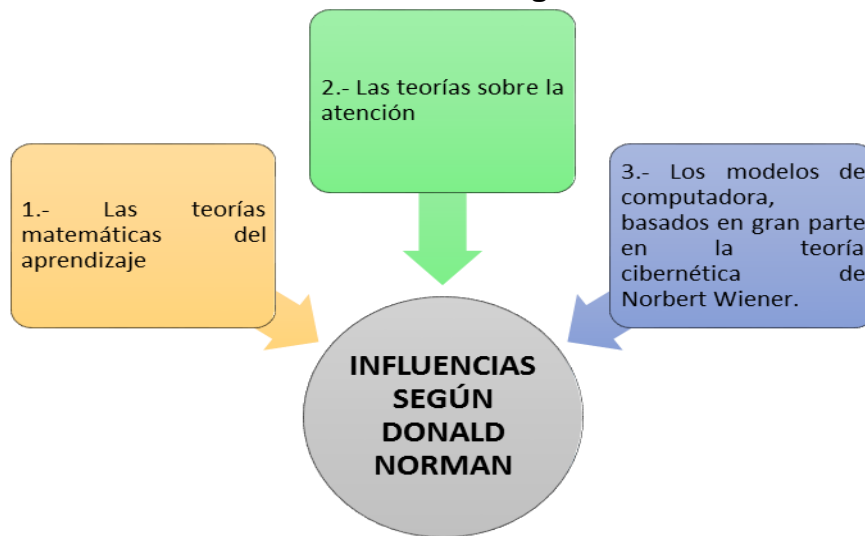 1.- Las teorías
matemáticas del
aprendizaje
2.- Las teorías sobre la
atención
3.- Los modelos de
computadora,
basados en gran parte
en la teoría
cibernética de
Norbert Wiener.
INFLUENCIAS
SEGÚN
DONALD
NORMAN